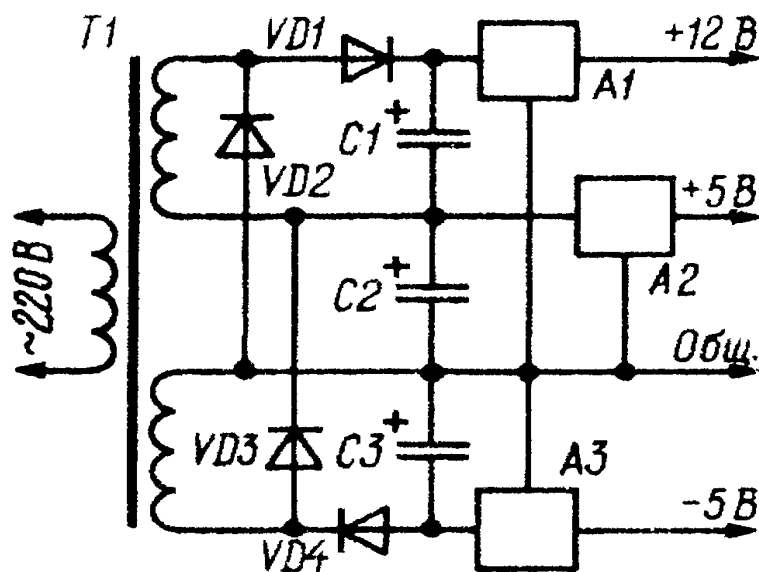 T1
VD1
+12 В
A1
C1
+
VD2
+5 В
A2
~220 В
C2
+
Общ.
VD3
C3
+
A3
VD4
-5 В